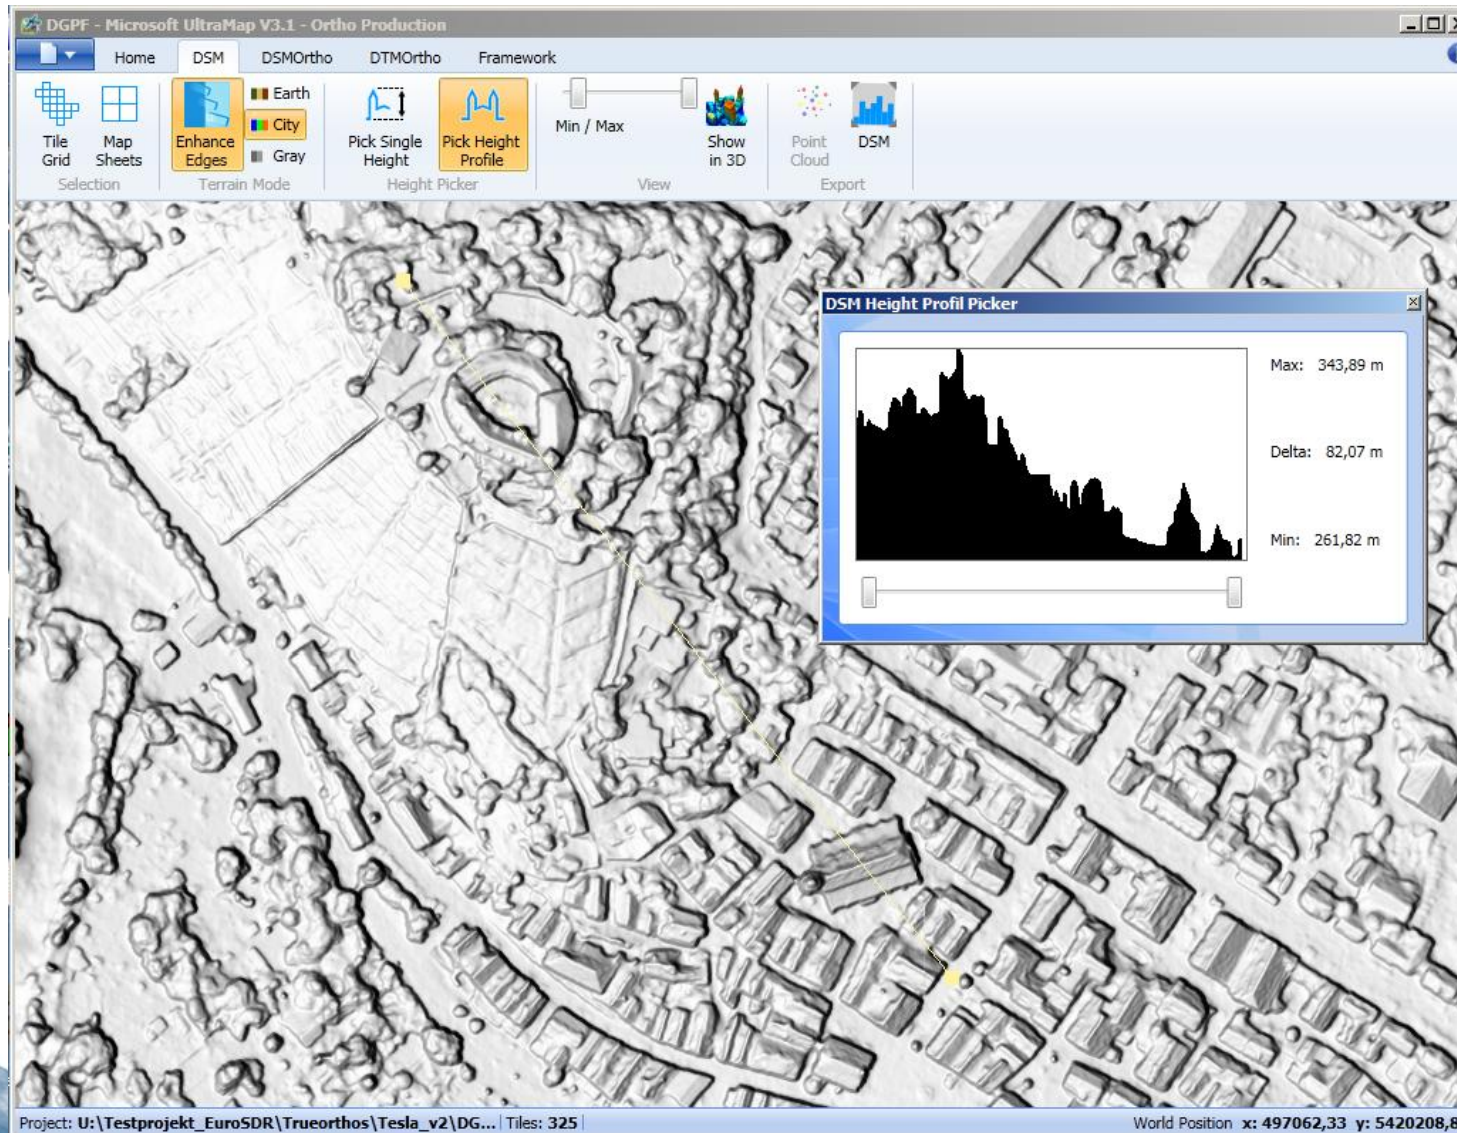 DGPF - Microsoft UltraMap V3.1 - Ortho Production
Home DSM DSMOrtho DTMOrtho Framework
Tile Grid
Map Sheets
Selection
Enhance Edges
Earth
City
Gray
Terrain Mode
Pick Single Height
Pick Height Profile
Height Picker
Min / Max
Show in 3D
View
Point Cloud
DSM
Export
DSM Height Profil Picker
Max: 343,89 m
Delta: 82,07 m
Min: 261,82 m
Project: U:\Testprojekt_EuroSDR\Trueorthos\Tesla_v2\DG... Tiles: 325 World Position x: 497062,33 y: 5420208,8